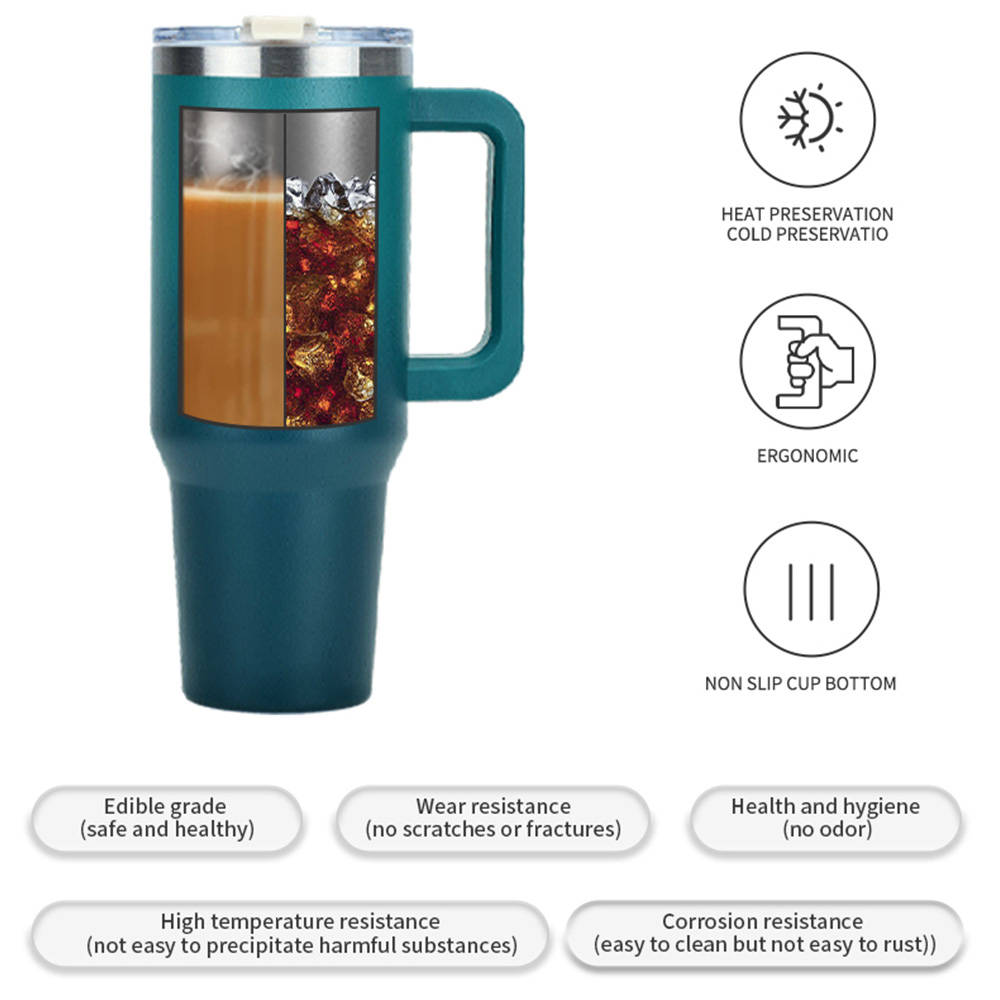 HEAT PRESERVATION
COLD PRESERVATIO
ERGONOMIC
NON SLIP CUP BOTTOM
Edible grade
(safe and healthy)
Wear resistance
(no scratches or fractures)
Health and hygiene
(no odor)
High temperature resistance
(not easy to precipitate harmful substances)
Corrosion resistance
(easy to clean but not easy to rust))